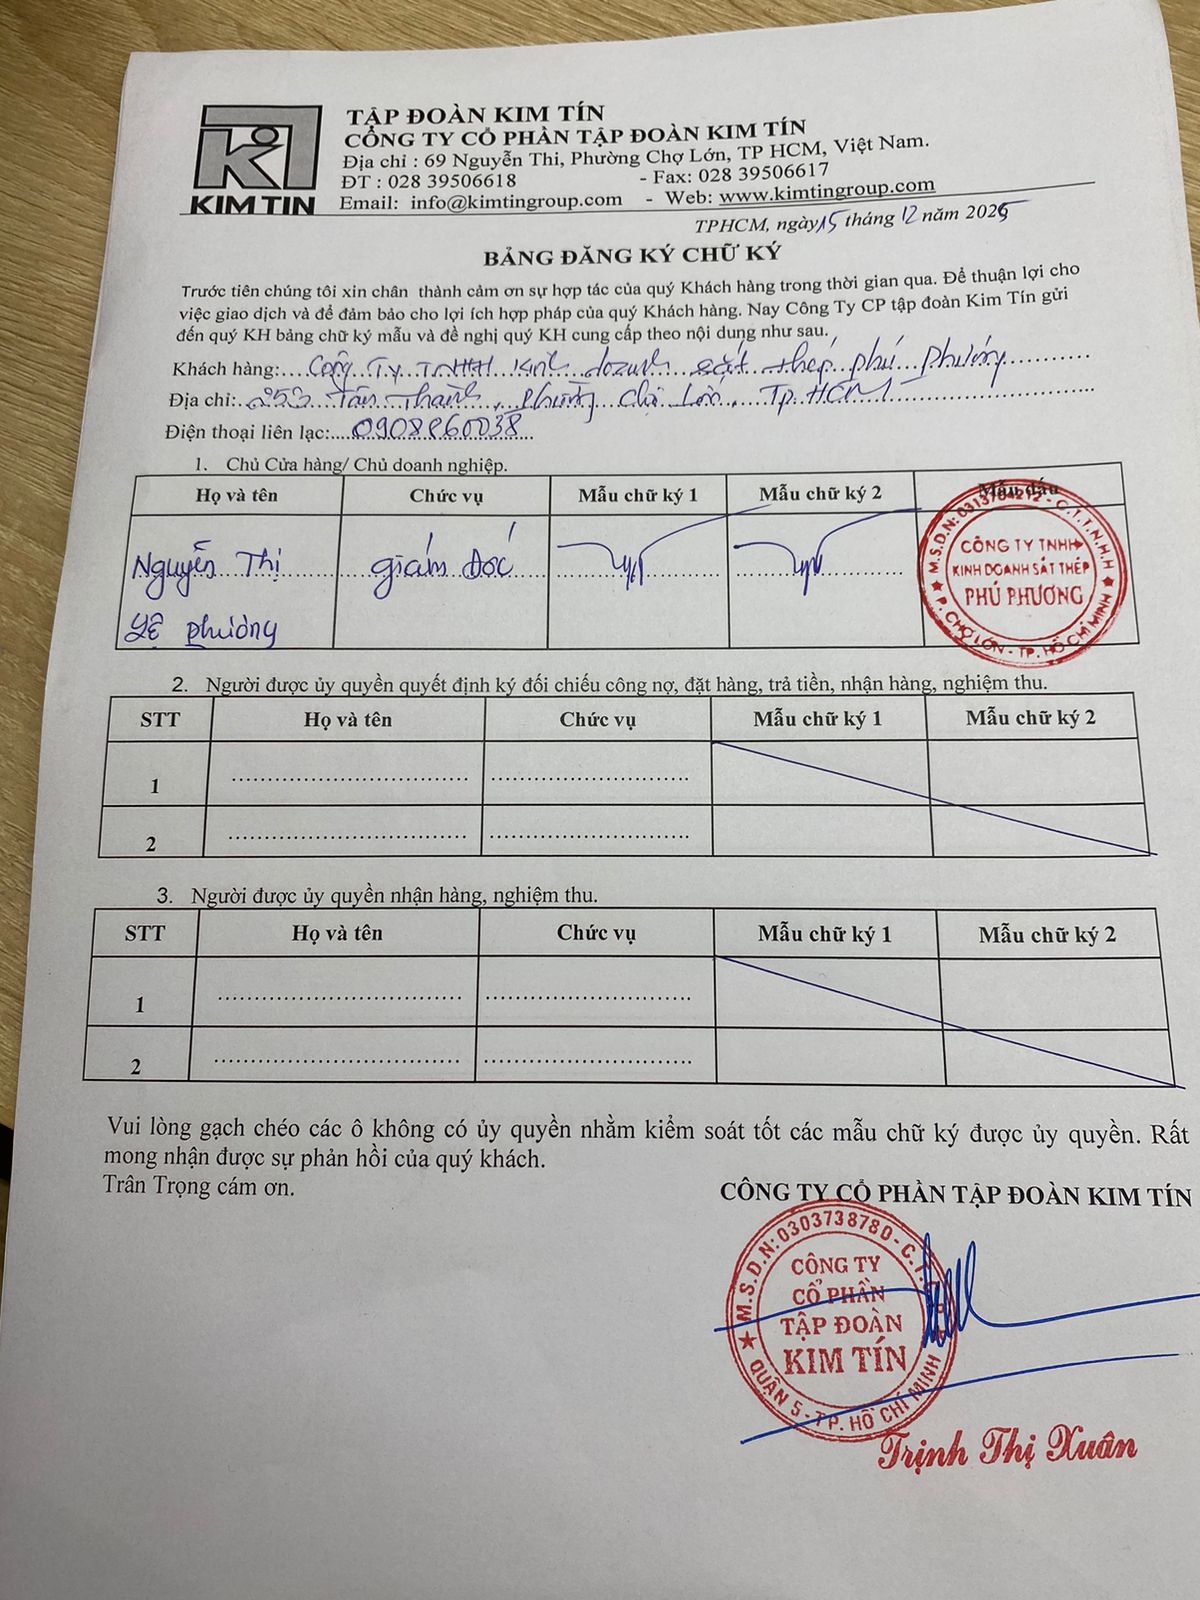 KIM TIN
TẬP ĐOÀN KIM TÍN
CÔNG TY CỔ PHẦN TẬP ĐOÀN KIM TÍN
Địa chỉ : 69 Nguyễn Thi, Phường Chợ Lớn, TP HCM, Việt Nam.
ĐT : 028 39506618 - Fax: 028 39506617
Email: info@kimtingroup.com - Web: www.kimtingroup.com
TPHCM, ngày 15 tháng 12 năm 2025
BẢNG ĐĂNG KÝ CHỮ KÝ
Trước tiên chúng tôi xin chân thành cảm ơn sự hợp tác của quý Khách hàng trong thời gian qua. Để thuận lợi cho
việc giao dịch và để đảm bảo cho lợi ích hợp pháp của quý Khách hàng. Nay Công Ty CP tập đoàn Kim Tín gửi
đến quý KH bảng chữ ký mẫu và đề nghị quý KH cung cấp theo nội dung như sau.
Khách hàng: Công Ty TNHH Kinh doanh sắt thép phú phương
Địa chỉ: 253 Tân Thành, phường chợ Lớn, Tp HCM
Điện thoại liên lạc: 0908860038
1. Chủ Cửa hàng/ Chủ doanh nghiệp.
Họ và tên Chức vụ Mẫu chữ ký 1 Mẫu chữ ký 2 Mẫu dấu
Nguyễn Thị giám Đốc
phương
M.S.D.N: 0313704212 - C.T.T.N.H.H
CÔNG TY TNHH
KINH DOANH SẮT THÉP
PHÚ PHƯƠNG
P. CHỢ LỚN - TP. HỒ CHÍ MINH
2. Người được ủy quyền quyết định ký đối chiếu công nợ, đặt hàng, trả tiền, nhận hàng, nghiệm thu.
STT Họ và tên Chức vụ Mẫu chữ ký 1 Mẫu chữ ký 2
1
2
3. Người được ủy quyền nhận hàng, nghiệm thu.
STT Họ và tên Chức vụ Mẫu chữ ký 1 Mẫu chữ ký 2
1
2
Vui lòng gạch chéo các ô không có ủy quyền nhằm kiểm soát tốt các mẫu chữ ký được ủy quyền. Rất
mong nhận được sự phản hồi của quý khách.
Trân Trọng cám ơn.
CÔNG TY CỔ PHẦN TẬP ĐOÀN KIM TÍN
M.S.D.N: 0303738780 - C.T.
CÔNG TY
CỔ PHẦN
TẬP ĐOÀN
KIM TÍN
QUẬN 5 - TP. HỒ CHÍ MINH
Trịnh Thị Xuân